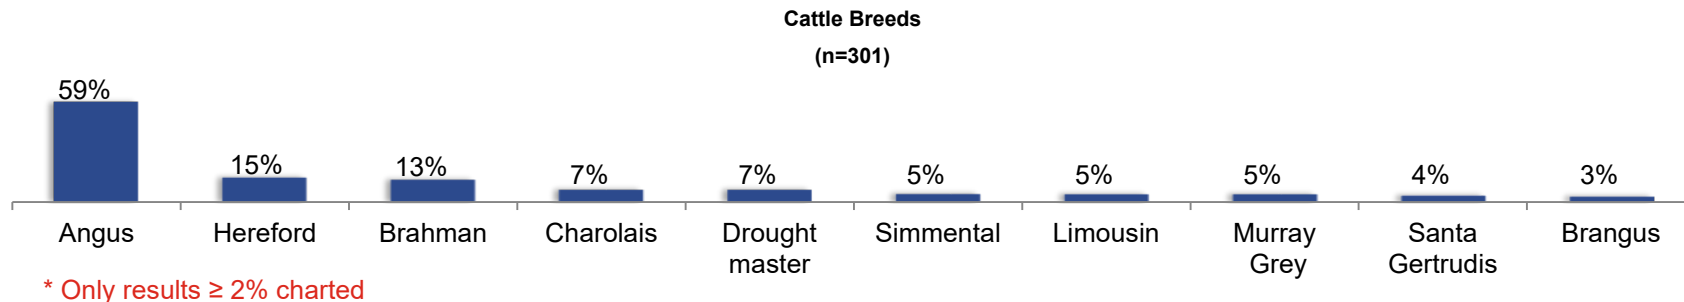 Cattle Breeds
(n=301)
59%
15%
13%
7%
7%
5%
5%
5%
4%
3%
Angus
Hereford
Brahman
Charolais
Drought
master
Simmental
Limousin
Murray
Grey
Santa
Gertrudis
Brangus
* Only results ≥ 2% charted